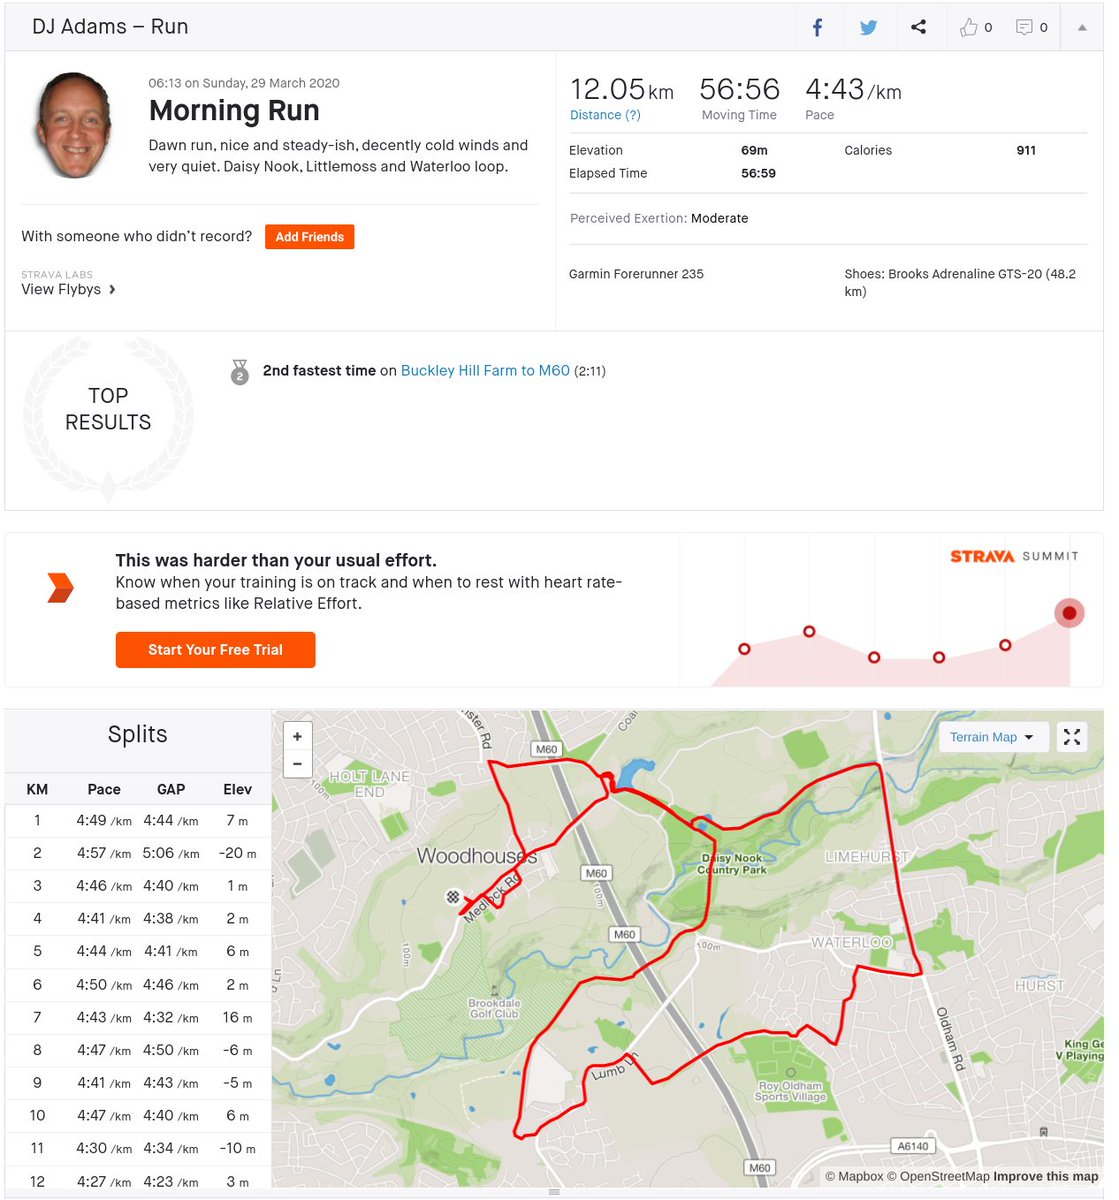 DJ Adams – Run
0
0
06:13 on Sunday, 29 March 2020
Morning Run
Dawn run, nice and steady-ish, decently cold winds and
very quiet. Daisy Nook, Littlemoss and Waterloo loop.
With someone who didn't record? Add Friends
STRAVA LABS
View Flybys
12.05 km 56:56 4:43 /km
Distance (?) Moving Time Pace
Elevation 69m Calories 911
Elapsed Time 56:59
Perceived Exertion: Moderate
Garmin Forerunner 235 Shoes: Brooks Adrenaline GTS-20 (48.2
km)
TOP
RESULTS
2 2nd fastest time on Buckley Hill Farm to M60 (2:11)
This was harder than your usual effort.
Know when your training is on track and when to rest with heart rate-
based metrics like Relative Effort.
Start Your Free Trial
STRAVA SUMMIT
Splits
KM Pace GAP Elev
1 4:49 /km 4:44 /km 7 m
2 4:57 /km 5:06 /km -20 m
3 4:46 /km 4:40 /km 1 m
4 4:41 /km 4:38 /km 2 m
5 4:44 /km 4:41 /km 6 m
6 4:50 /km 4:46 /km 2 m
7 4:43 /km 4:32 /km 16 m
8 4:47 /km 4:50 /km -6 m
9 4:41 /km 4:43 /km -5 m
10 4:47 /km 4:40 /km 6 m
11 4:30 /km 4:34 /km -10 m
12 4:27 /km 4:23 /km 3 m
+
−
Terrain Map
ster Rd
Coa
M60
HOLT LANE
END
100m
Woodhouses
M60
100m
Daisy Nook
Country Park
LIMEHURST
Medlock Rd
M60
100m
100m
WATERLOO
n Ln
HURST
Brookdale
Golf Club
Oldham Rd
King Ge
V Playing
Lumb Ln
Roy Oldham
Sports Village
A6140
M60
© Mapbox © OpenStreetMap Improve this map